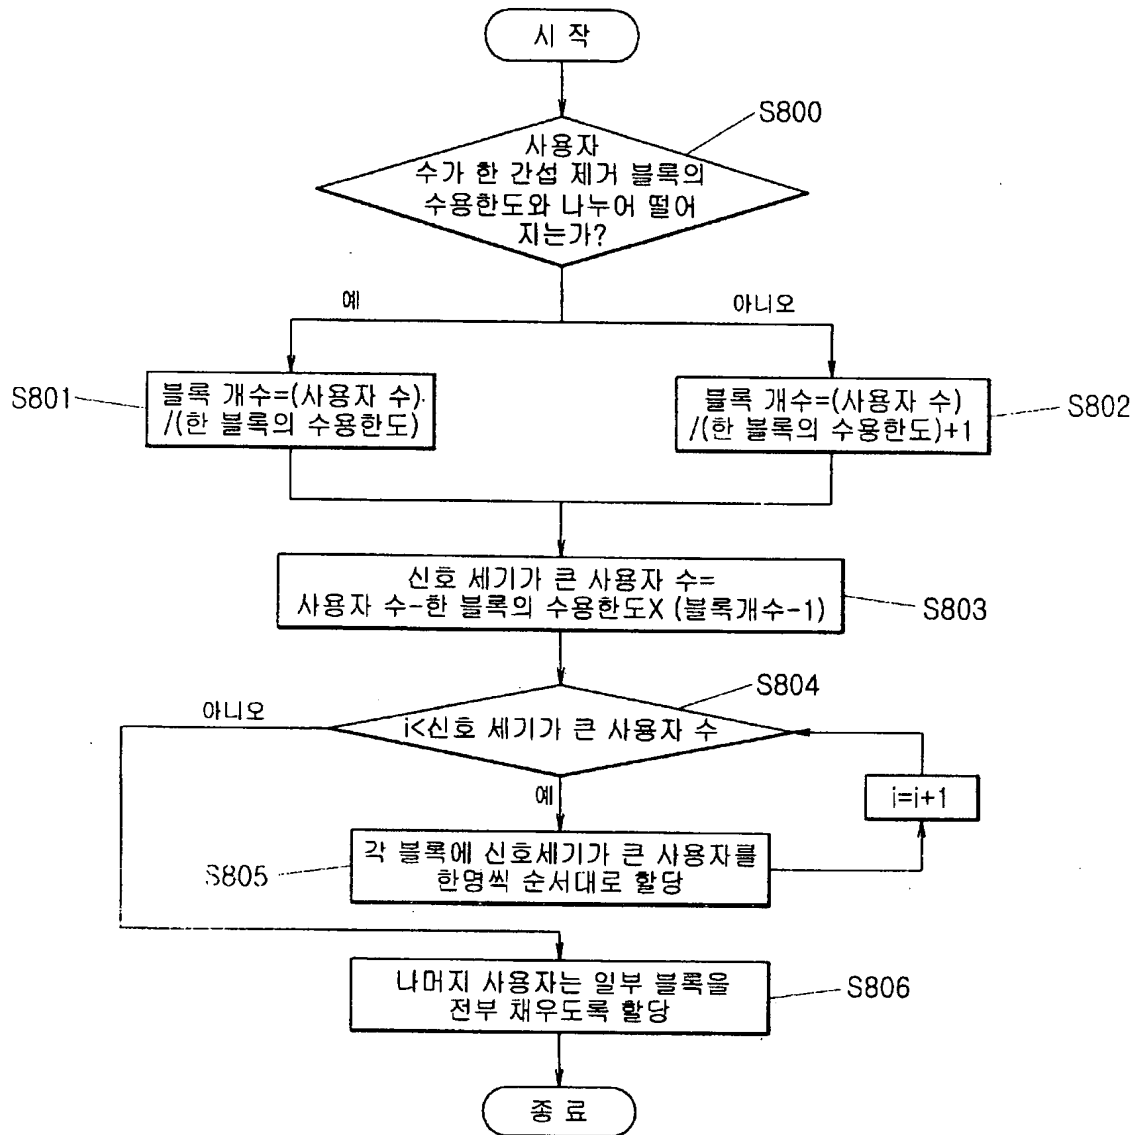 시 작
S800
사용자
수가 한 간섭 제거 블록의
수용한도와 나누어 떨어
지는가?
예
아니오
S801
블록 개수=(사용자 수)
/(한 블록의 수용한도)
블록 개수=(사용자 수)
/(한 블록의 수용한도)+1
S802
신호 세기가 큰 사용자 수=
사용자 수-한 블록의 수용한도X (블록개수-1)
S803
S804
아니오
i<신호 세기가 큰 사용자 수
예
i=i+1
S805
각 블록에 신호세기가 큰 사용자를
한명씩 순서대로 할당
나머지 사용자는 일부 블록을
전부 채우도록 할당
S806
종 료